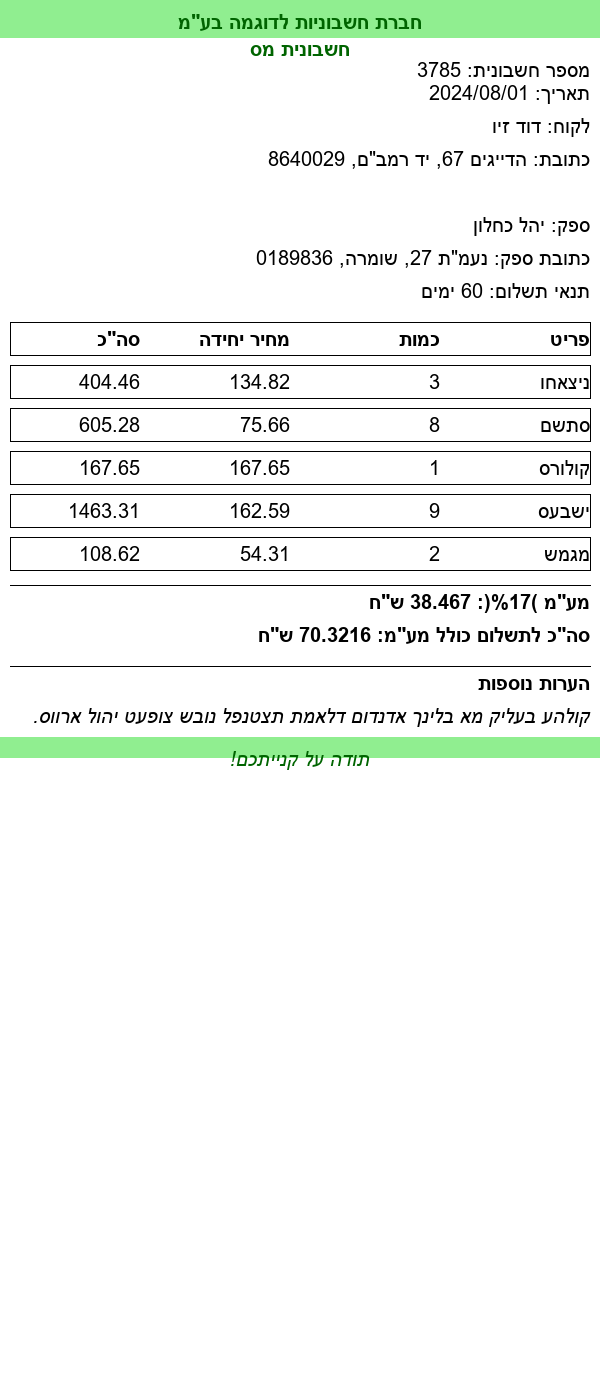 חברת חשבוניות לדוגמה בע"מ
חשבונית מס
מספר חשבונית: 3785
תאריך: 2024/08/01
לקוח: דוד זיו
כתובת: הדייגים 67, יד רמב"ם, 8640029
ספק: יהל כחלון
כתובת ספק: נעמ"ת 27, שומרה, 0189836
תנאי תשלום: 60 ימים
פריט כמות מחיר יחידה סה"כ
ניצאחו 3 134.82 404.46
סתשם 8 75.66 605.28
קולורס 1 167.65 167.65
ישבעס 9 162.59 1463.31
מגמש 2 54.31 108.62
מע"מ )17%(: 38.467 ש"ח
סה"כ לתשלום כולל מע"מ: 70.3216 ש"ח
הערות נוספות
קולהע בעליק מא בלינך אדנדום דלאמת תצטנפל נובש צופעט יהול ארווס.
תודה על קנייתכם!